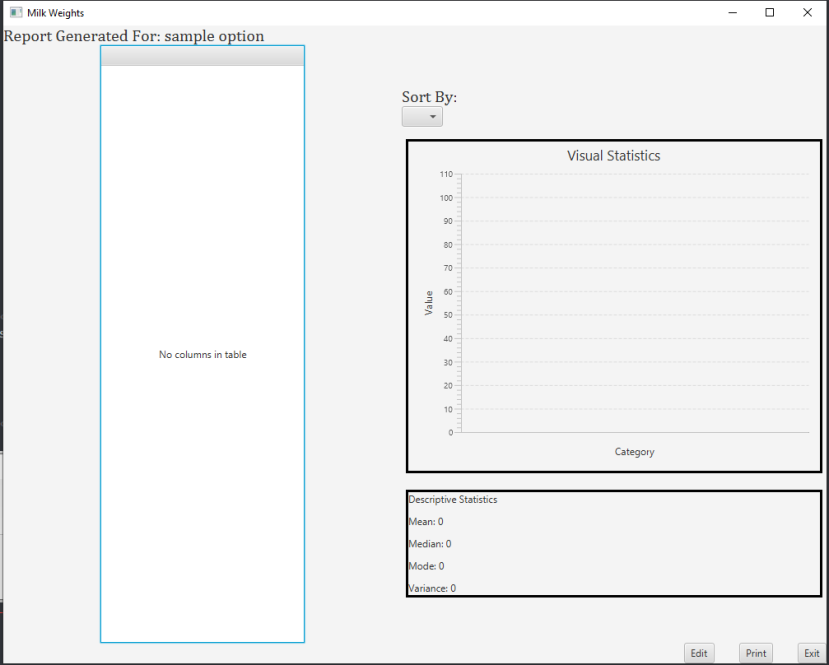 Milk Weights
Report Generated For: sample option
No columns in table
Sort By:
Visual Statistics
110
100
90
80
70
60
50
40
30
20
10
0
Value
Category
Descriptive Statistics
Mean: 0
Median: 0
Mode: 0
Variance: 0
Edit Print Exit